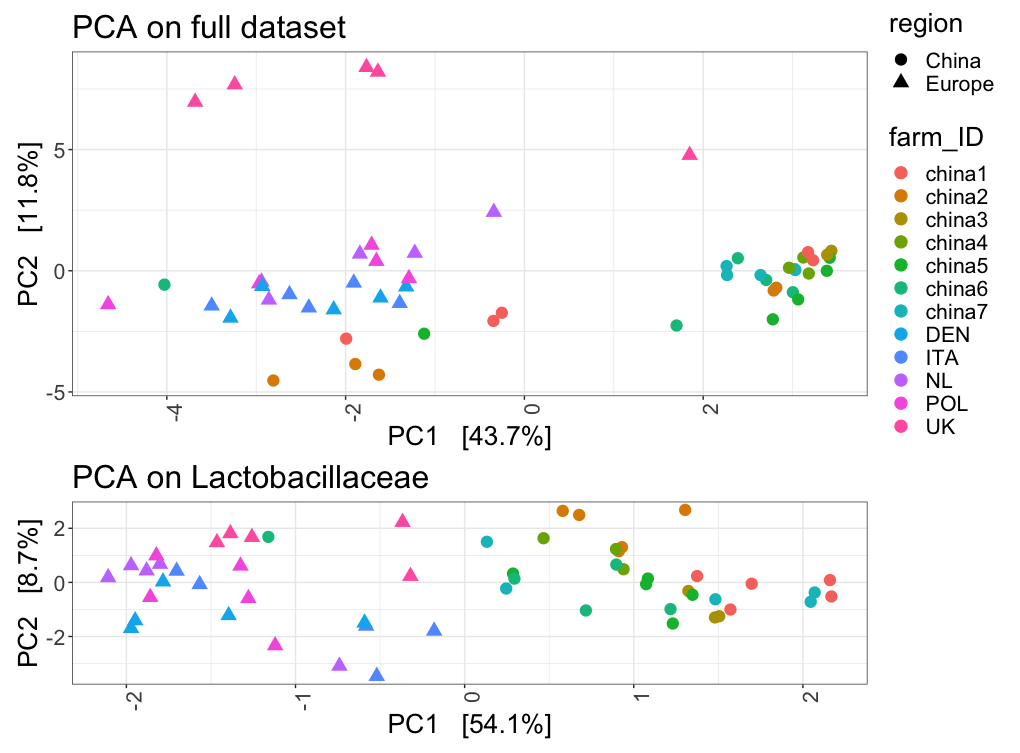 PCA on full dataset
PC2 [11.8%]
5
0
-5
-4
-2
0
2
PC1 [43.7%]
region
China
Europe
farm_ID
china1
china2
china3
china4
china5
china6
china7
DEN
ITA
NL
POL
UK
PCA on Lactobacillaceae
PC2 [8.7%]
2
0
-2
-2
-1
0
1
2
PC1 [54.1%]